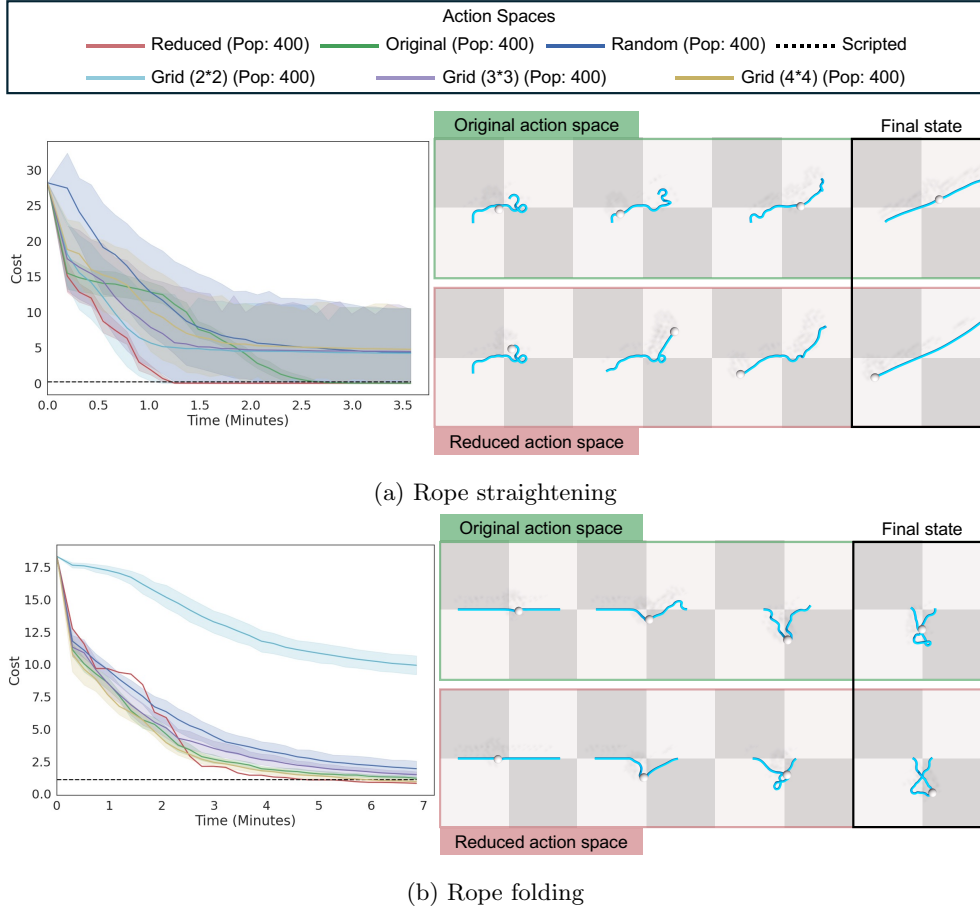 Action Spaces
Reduced (Pop: 400) Original (Pop: 400) Random (Pop: 400) Scripted
Grid (2*2) (Pop: 400) Grid (3*3) (Pop: 400) Grid (4*4) (Pop: 400)
Original action space Final state
Cost
30
25
20
15
10
5
0
0.0 0.5 1.0 1.5 2.0 2.5 3.0 3.5
Time (Minutes)
Reduced action space
(a) Rope straightening
Original action space Final state
Cost
17.5
15.0
12.5
10.0
7.5
5.0
2.5
0.0
0 1 2 3 4 5 6 7
Time (Minutes)
Reduced action space
(b) Rope folding